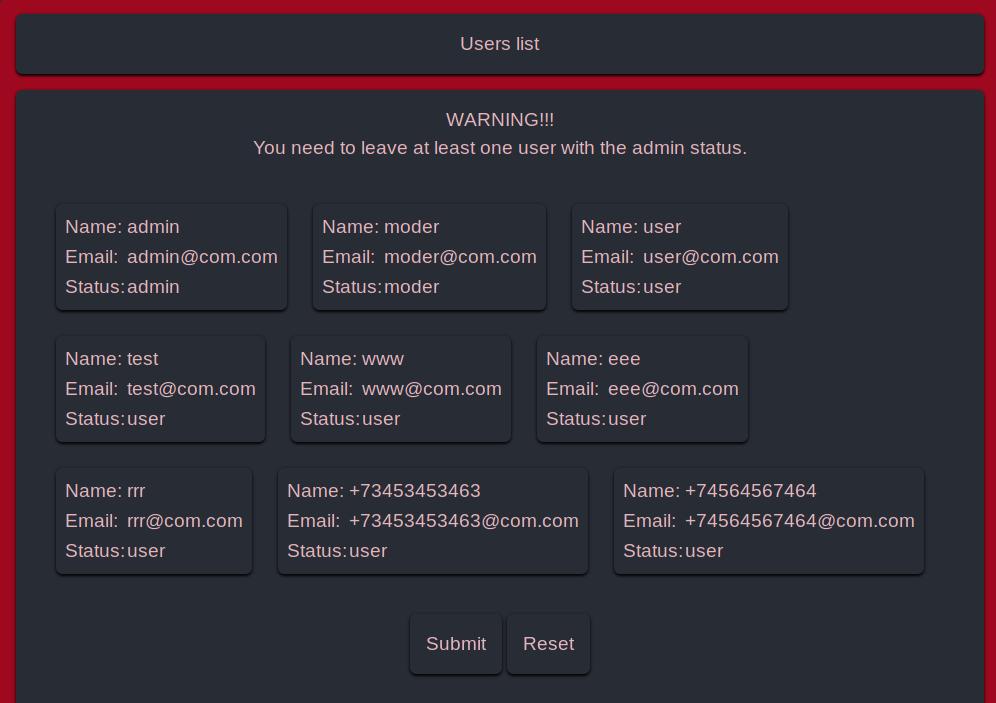 Users list
WARNING!!!
You need to leave at least one user with the admin status.
Name: admin
Email: admin@com.com
Status: admin
Name: moder
Email: moder@com.com
Status: moder
Name: user
Email: user@com.com
Status: user
Name: test
Email: test@com.com
Status: user
Name: www
Email: www@com.com
Status: user
Name: eee
Email: eee@com.com
Status: user
Name: rrr
Email: rrr@com.com
Status: user
Name: +73453453463
Email: +73453453463@com.com
Status: user
Name: +74564567464
Email: +74564567464@com.com
Status: user
Submit
Reset